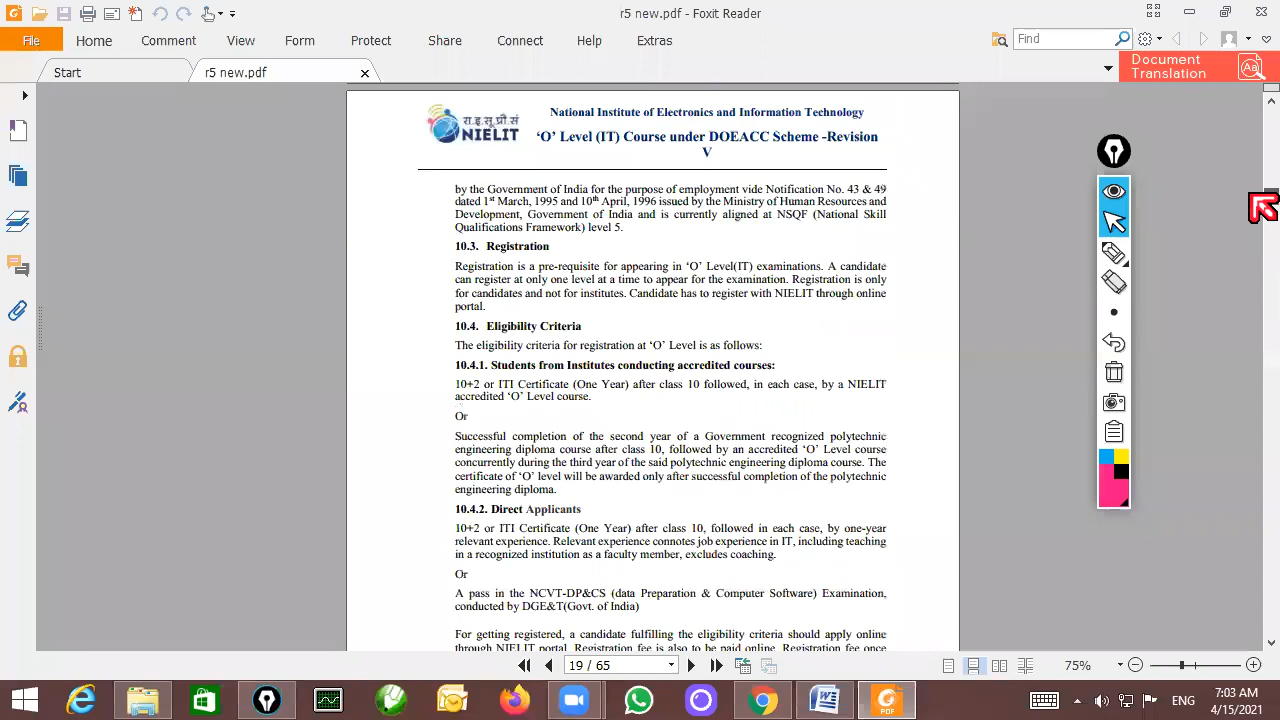 r5 new.pdf - Foxit Reader
File Home Comment View Form Protect Share Connect Help Extras Find
Start r5 new.pdf Document
Translation
रा.इ.सू.प्रौ.सं
NIELIT
National Institute of Electronics and Information Technology
‘O’ Level (IT) Course under DOEACC Scheme -Revision
V
by the Government of India for the purpose of employment vide Notification No. 43 & 49
dated 1st March, 1995 and 10th April, 1996 issued by the Ministry of Human Resources and
Development, Government of India and is currently aligned at NSQF (National Skill
Qualifications Framework) level 5.
10.3. Registration
Registration is a pre-requisite for appearing in ‘O’ Level(IT) examinations. A candidate
can register at only one level at a time to appear for the examination. Registration is only
for candidates and not for institutes. Candidate has to register with NIELIT through online
portal.
10.4. Eligibility Criteria
The eligibility criteria for registration at ‘O’ Level is as follows:
10.4.1. Students from Institutes conducting accredited courses:
10+2 or ITI Certificate (One Year) after class 10 followed, in each case, by a NIELIT
accredited ‘O’ Level course.
Or
Successful completion of the second year of a Government recognized polytechnic
engineering diploma course after class 10, followed by an accredited ‘O’ Level course
concurrently during the third year of the said polytechnic engineering diploma course. The
certificate of ‘O’ level will be awarded only after successful completion of the polytechnic
engineering diploma.
10.4.2. Direct Applicants
10+2 or ITI Certificate (One Year) after class 10, followed in each case, by one-year
relevant experience. Relevant experience connotes job experience in IT, including teaching
in a recognized institution as a faculty member, excludes coaching.
Or
A pass in the NCVT-DP&CS (data Preparation & Computer Software) Examination,
conducted by DGE&T(Govt. of India)
For getting registered, a candidate fulfilling the eligibility criteria should apply online
through NIELIT portal. Registration fee is also to be paid online. Registration fee once
19 / 65 75%
ENG 7:03 AM
4/15/2021